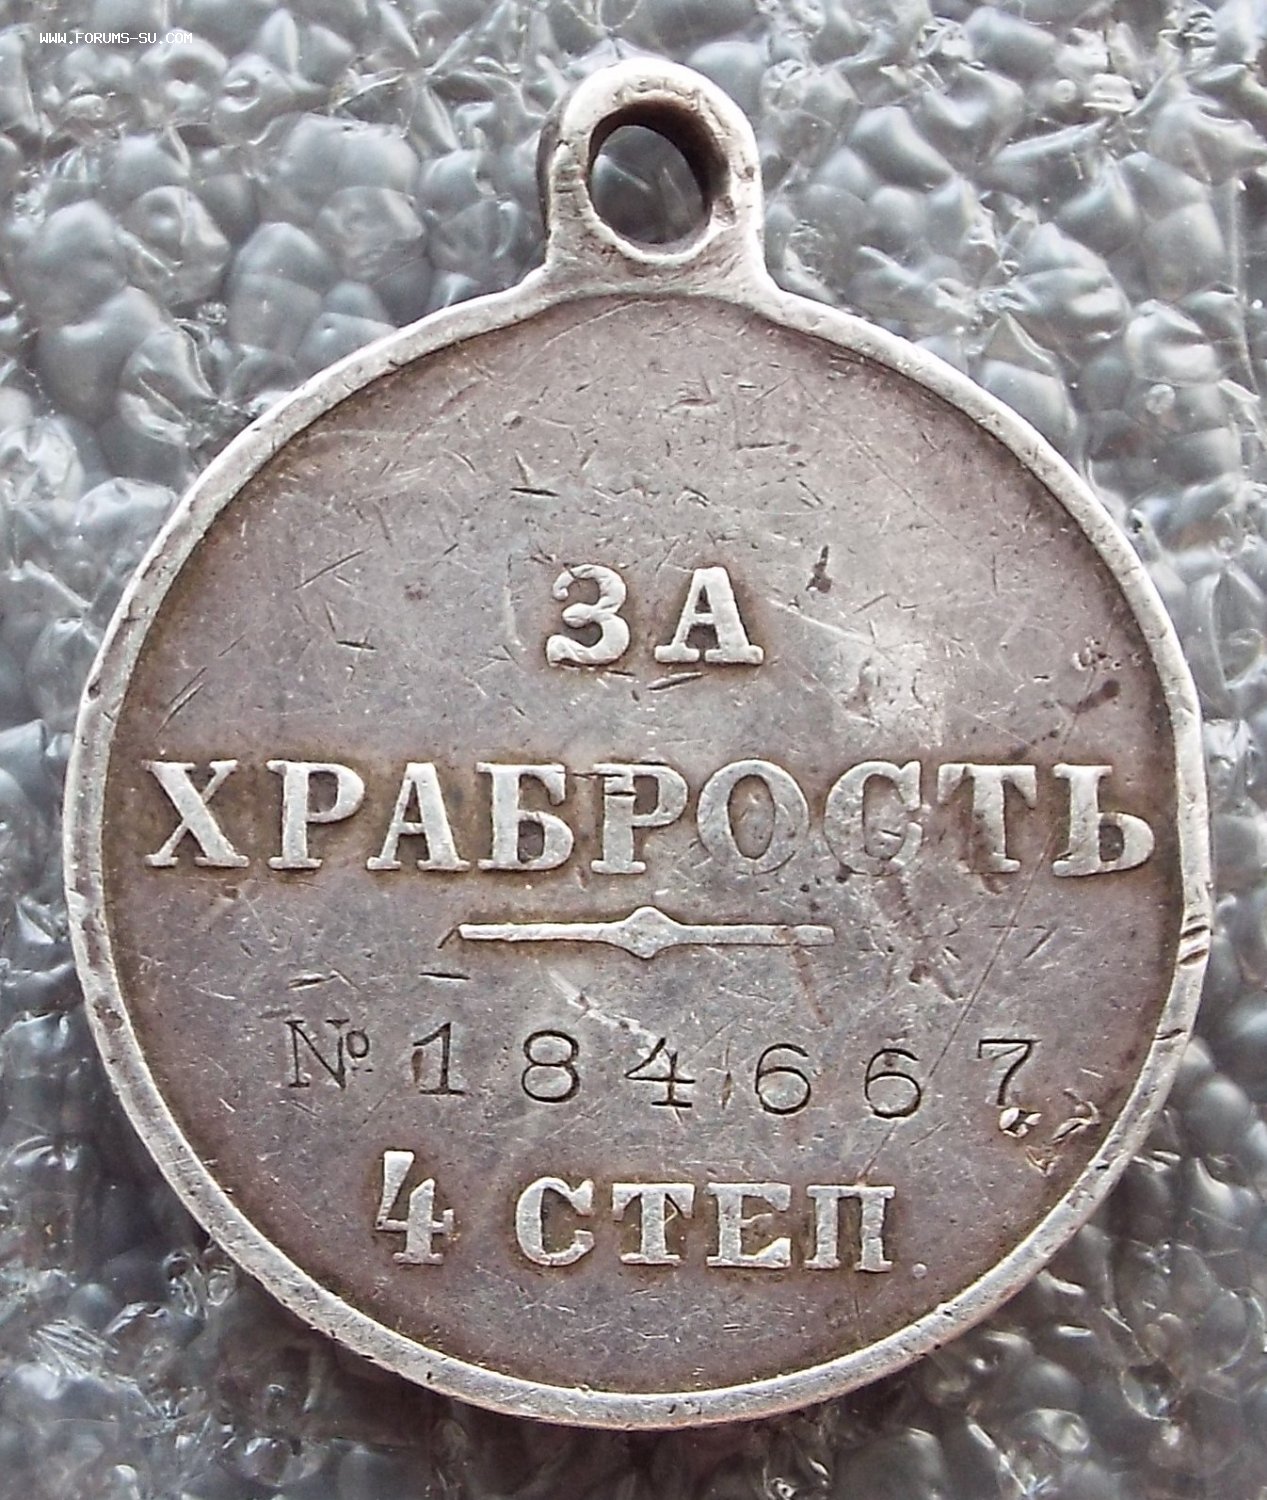 WWW.FORUMS-SU.COM
ЗА
ХРАБРОСТЬ
№ 184667
4 СТЕП.